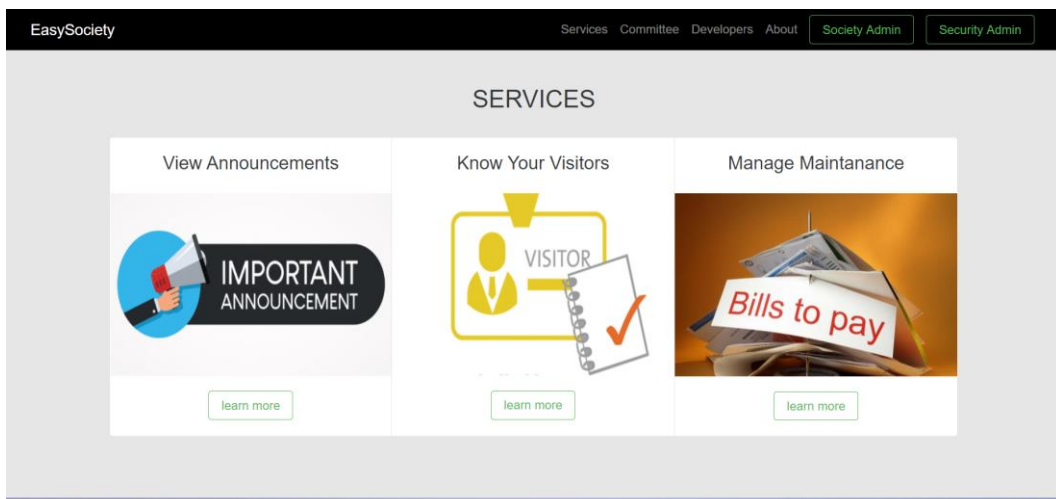 EasySociety
Services Committee Developers About Society Admin Security Admin
SERVICES
View Announcements
IMPORTANT
ANNOUNCEMENT
learn more
Know Your Visitors
VISITOR
learn more
Manage Maintanance
Bills to pay
learn more